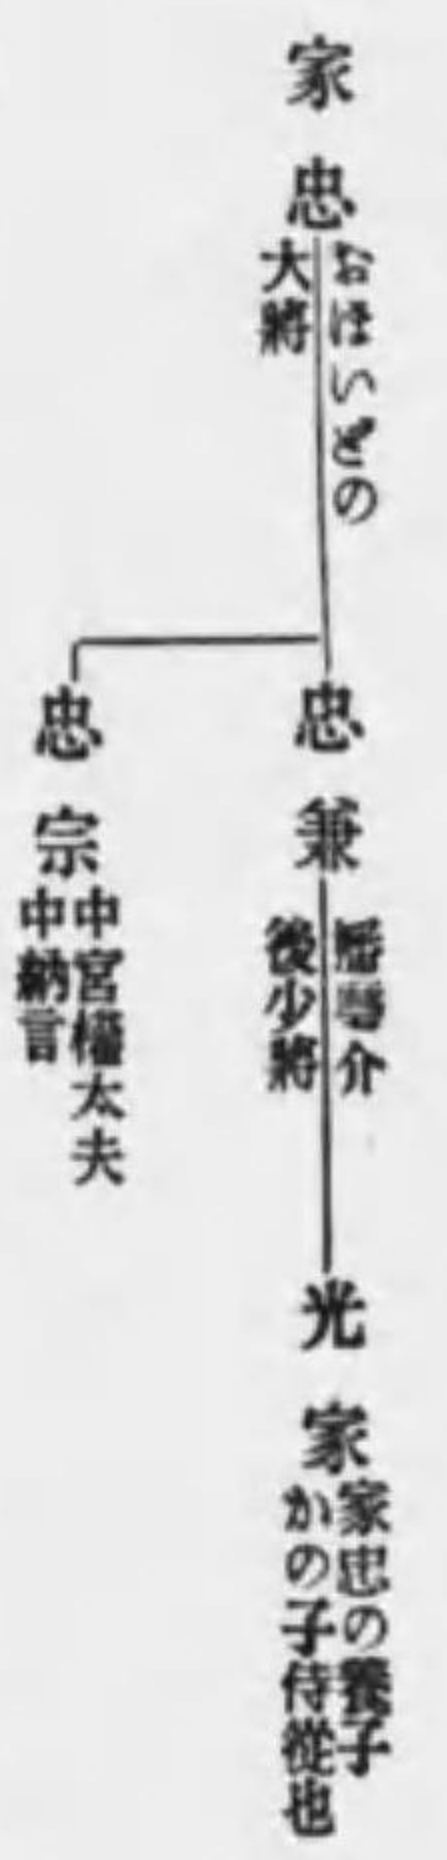 家忠
おほいどの
大將
忠兼
播磨介
後少將
光家
家忠の養子
かの子侍從也
忠宗
中宮權太夫
中納言